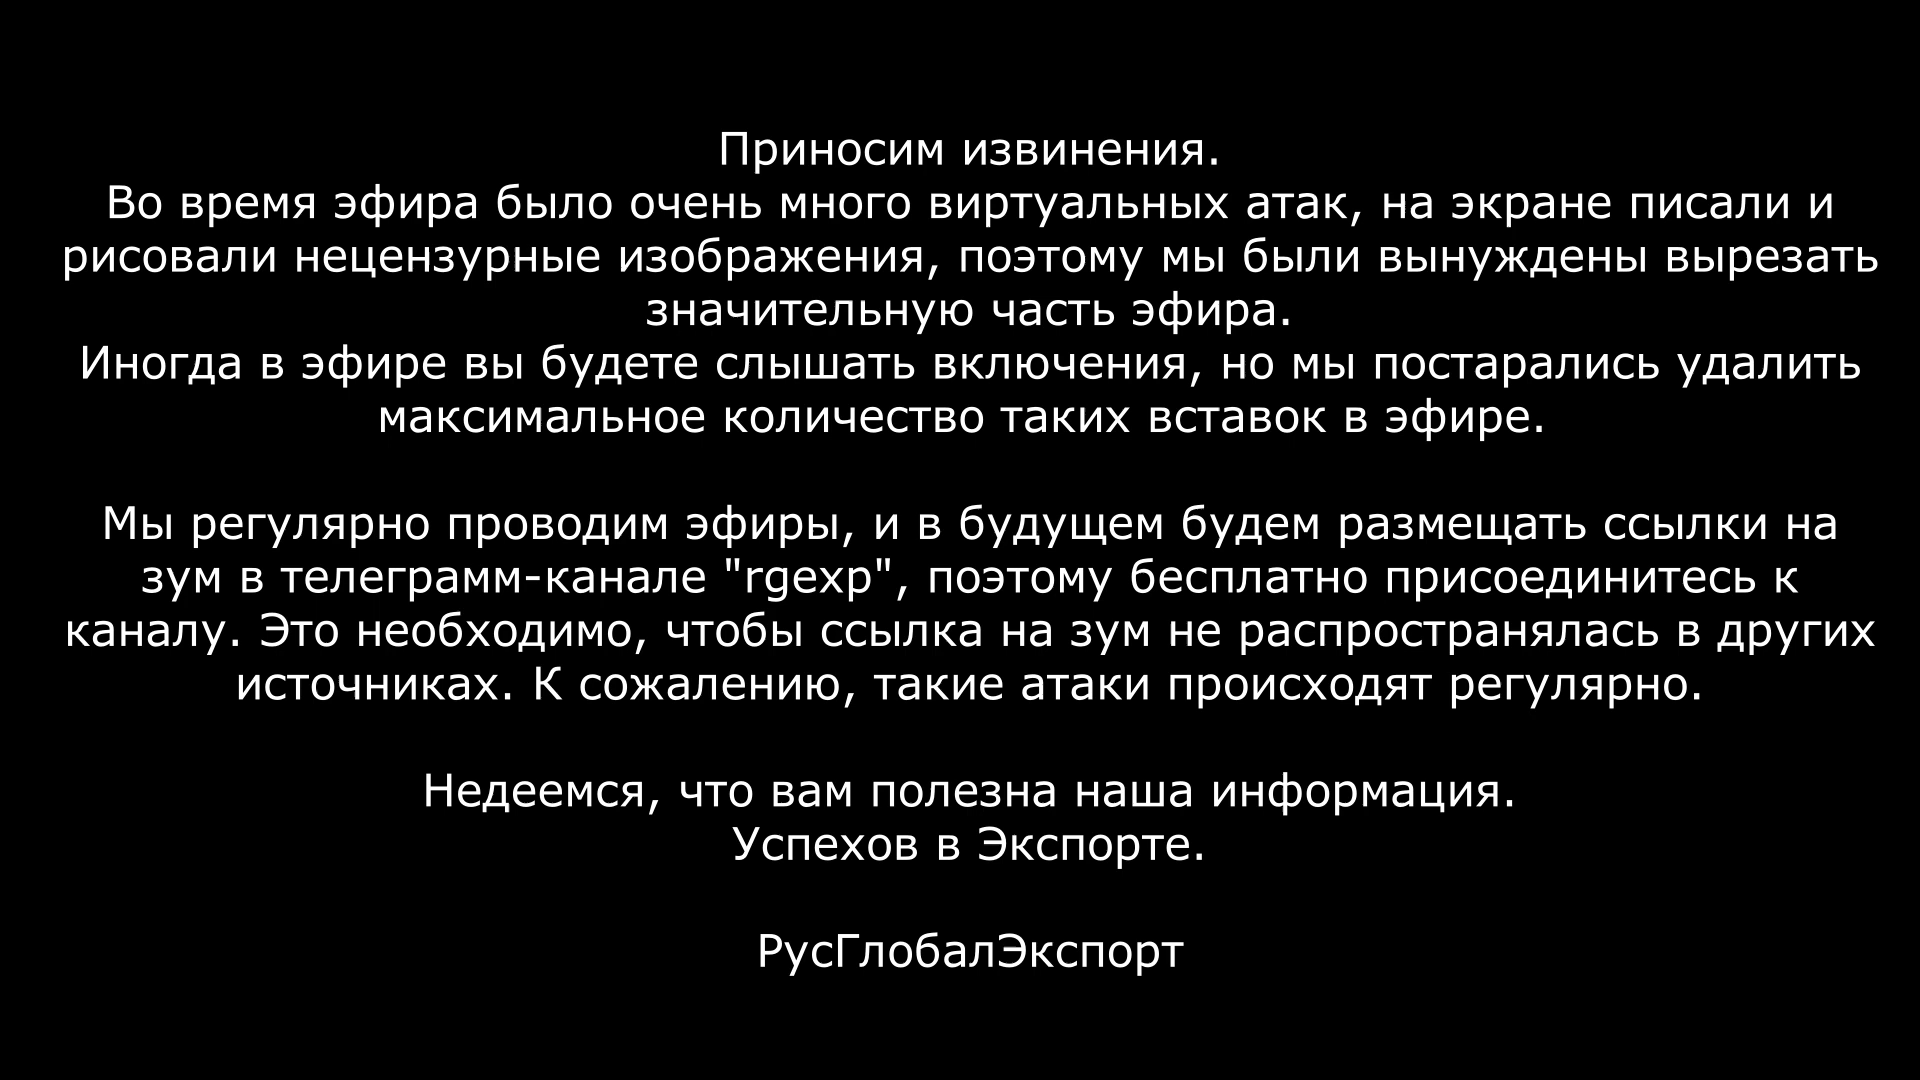 Приносим извинения.
Во время эфира было очень много виртуальных атак, на экране писали и
рисовали нецензурные изображения, поэтому мы были вынуждены вырезать
значительную часть эфира.
Иногда в эфире вы будете слышать включения, но мы постарались удалить
максимальное количество таких вставок в эфире.
Мы регулярно проводим эфиры, и в будущем будем размещать ссылки на
зум в телеграмм-канале "rgexp", поэтому бесплатно присоединитесь к
каналу. Это необходимо, чтобы ссылка на зум не распространялась в других
источниках. К сожалению, такие атаки происходят регулярно.
Недеемся, что вам полезна наша информация.
Успехов в Экспорте.
РусГлобалЭкспорт